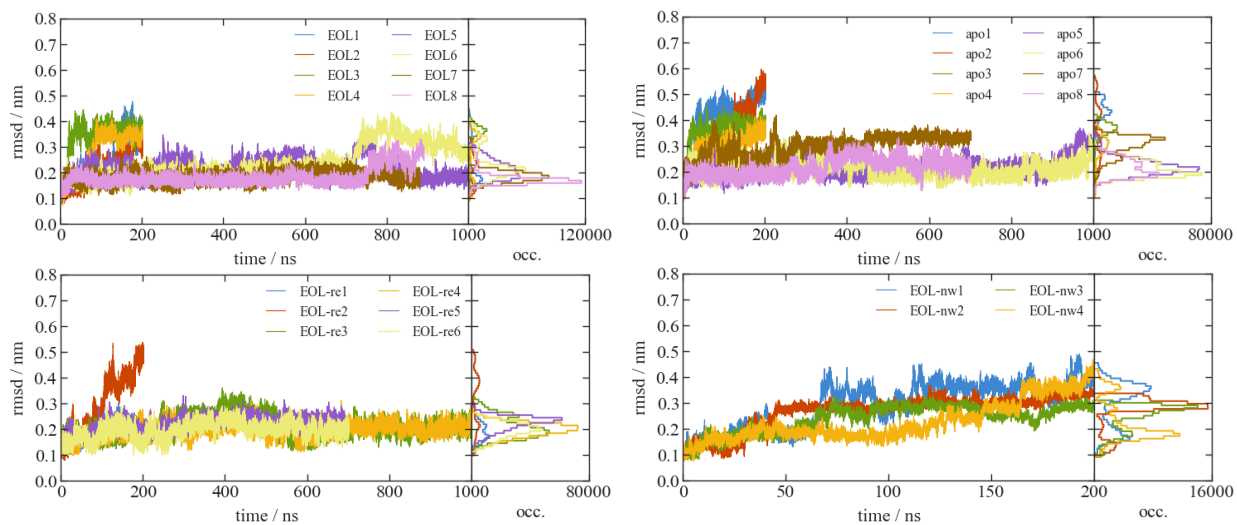 0.8
0.7
0.6
0.5
0.4
0.3
0.2
0.1
0.0
rmsd / nm
EOL1 EOL5
EOL2 EOL6
EOL3 EOL7
EOL4 EOL8
0 200 400 600 800 1000 120000
time / ns occ.
0.8
0.7
0.6
0.5
0.4
0.3
0.2
0.1
0.0
rmsd / nm
apo1 apo5
apo2 apo6
apo3 apo7
apo4 apo8
0 200 400 600 800 1000 80000
time / ns occ.
0.8
0.7
0.6
0.5
0.4
0.3
0.2
0.1
0.0
rmsd / nm
EOL-re1 EOL-re4
EOL-re2 EOL-re5
EOL-re3 EOL-re6
0 200 400 600 800 1000 80000
time / ns occ.
0.8
0.7
0.6
0.5
0.4
0.3
0.2
0.1
0.0
rmsd / nm
EOL-nw1 EOL-nw3
EOL-nw2 EOL-nw4
0 50 100 150 200 16000
time / ns occ.